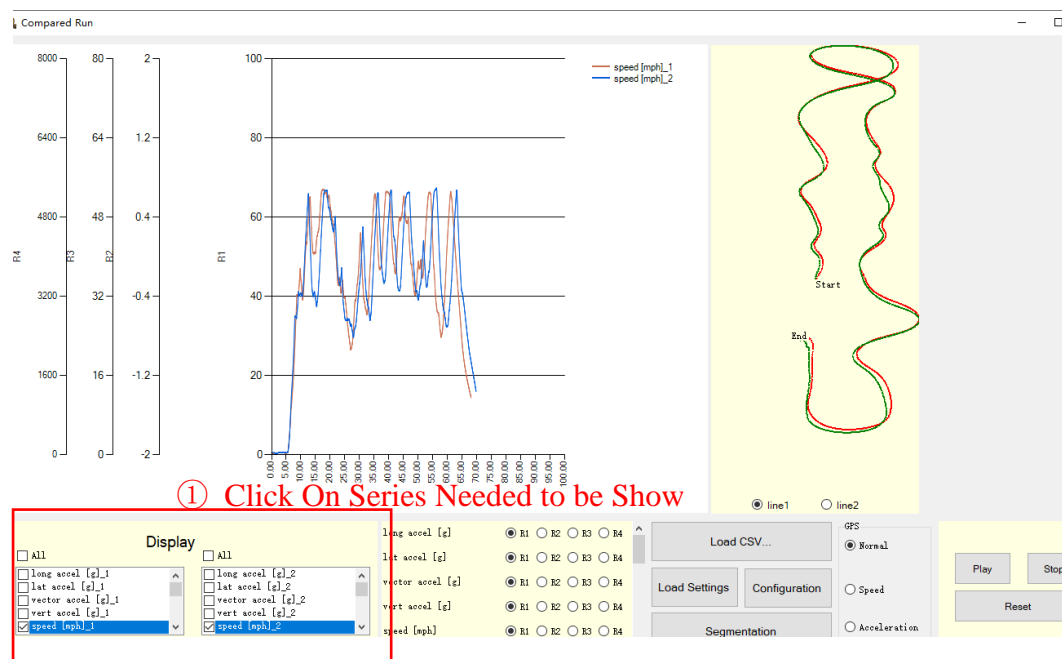 Compared Run
8000 80 2 100
6400 64 1.2 80
4800 48 0.4 60
R4 R3 R2 R1
3200 32 -0.4 40
1600 16 -1.2 20
0 0 -2 0
0.00 5.00 10.00 15.00 20.00 25.00 30.00 35.00 40.00 45.00 50.00 55.00 60.00 65.00 70.00 75.00 80.00 85.00 90.00 95.00 100.00
speed [mph]_1
speed [mph]_2
Start
End
line1 line2
① Click On Series Needed to be Show
Display
All All
long accel [g]_1 long accel [g]_2
lat accel [g]_1 lat accel [g]_2
vector accel [g]_1 vector accel [g]_2
vert accel [g]_1 vert accel [g]_2
speed [mph]_1 speed [mph]_2
long accel [g] R1 R2 R3 R4
lat accel [g] R1 R2 R3 R4
vector accel [g] R1 R2 R3 R4
vert accel [g] R1 R2 R3 R4
speed [mph] R1 R2 R3 R4
Load CSV...
Load Settings Configuration
Segmentation
GPS
Normal
Speed
Acceleration
Play Stop
Reset